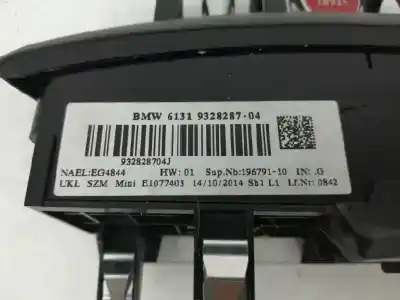 BMW 6131 9328287-04
932828704J
NAEL:EG4844 HW: 01 Sup.Nb:196791-10 IN: .G
UKL SZM Mini E1077403 14/10/2014 Sh1 L1 Lf.Nr: 0842